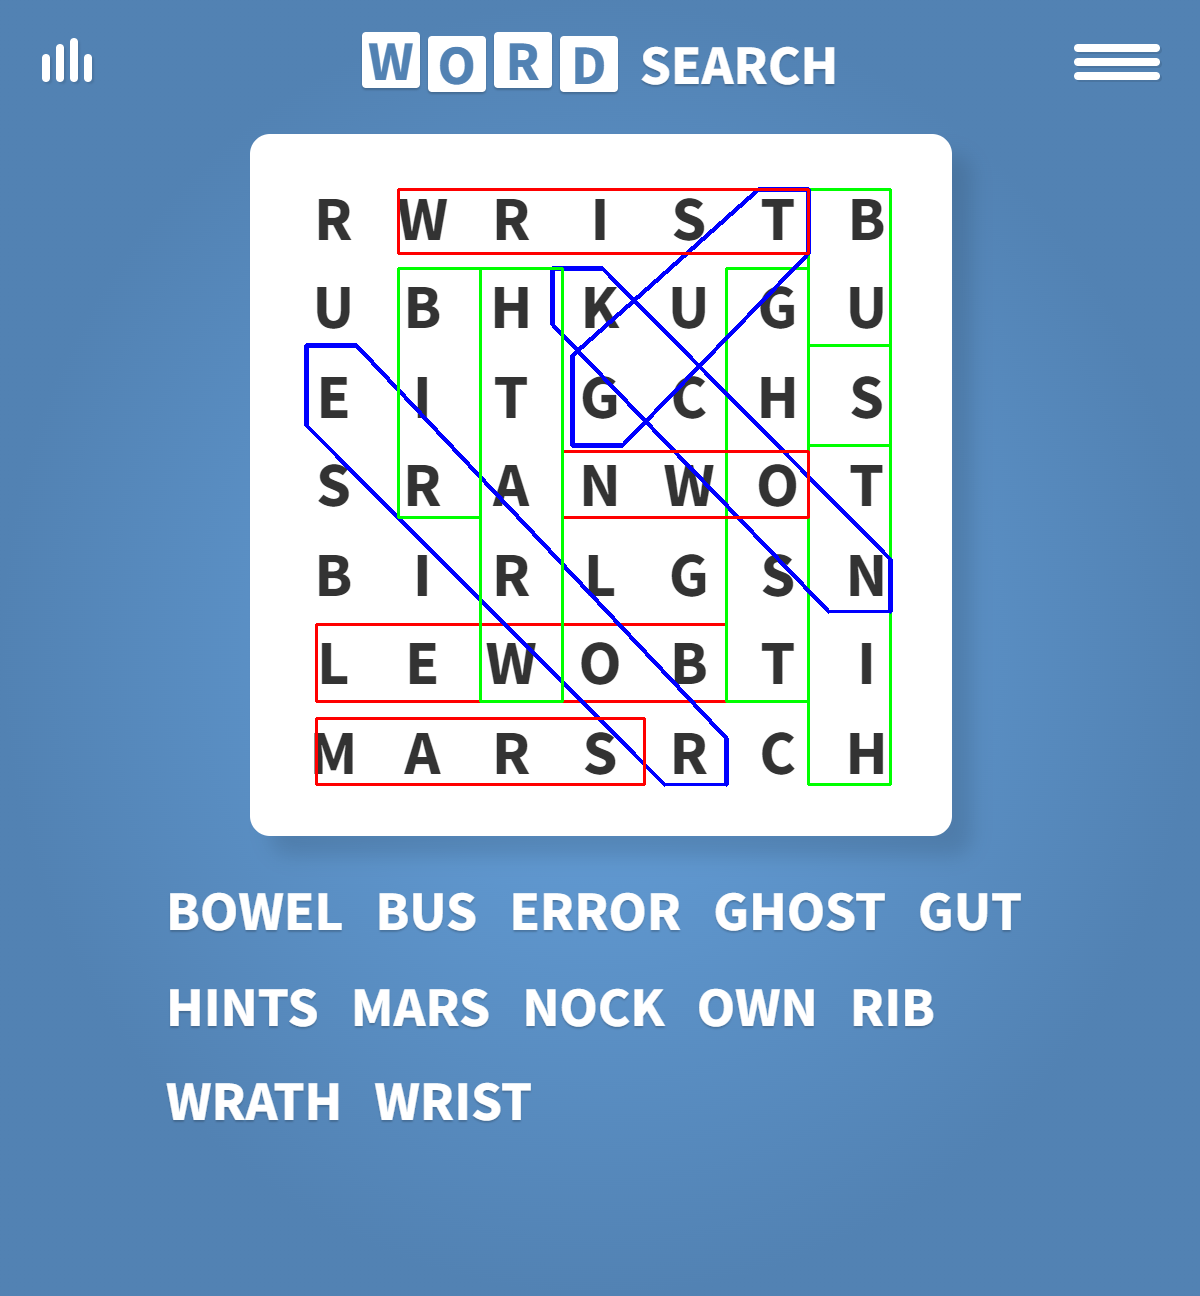 WORD SEARCH
R W R I S T B
U B H K U G U
E I T G C H S
S R A N W O T
B I R L G S N
L E W O B T I
M A R S R C H
BOWEL BUS ERROR GHOST GUT
HINTS MARS NOCK OWN RIB
WRATH WRIST